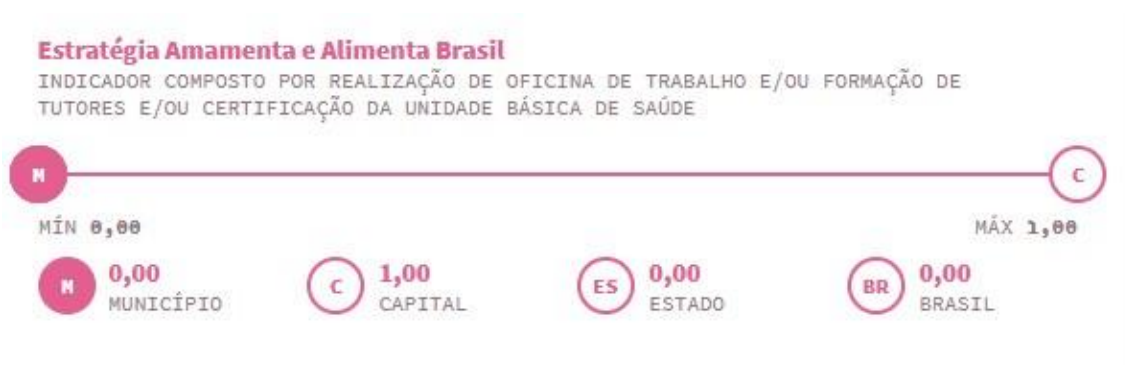 Estratégia Amamenta e Alimenta Brasil
INDICADOR COMPOSTO POR REALIZAÇÃO DE OFICINA DE TRABALHO E/OU FORMAÇÃO DE
TUTORES E/OU CERTIFICAÇÃO DA UNIDADE BÁSICA DE SAÚDE
M C
MÍN 0,00 MÁX 1,00
M 0,00 C 1,00 ES 0,00 BR 0,00
MUNICÍPIO CAPITAL ESTADO BRASIL